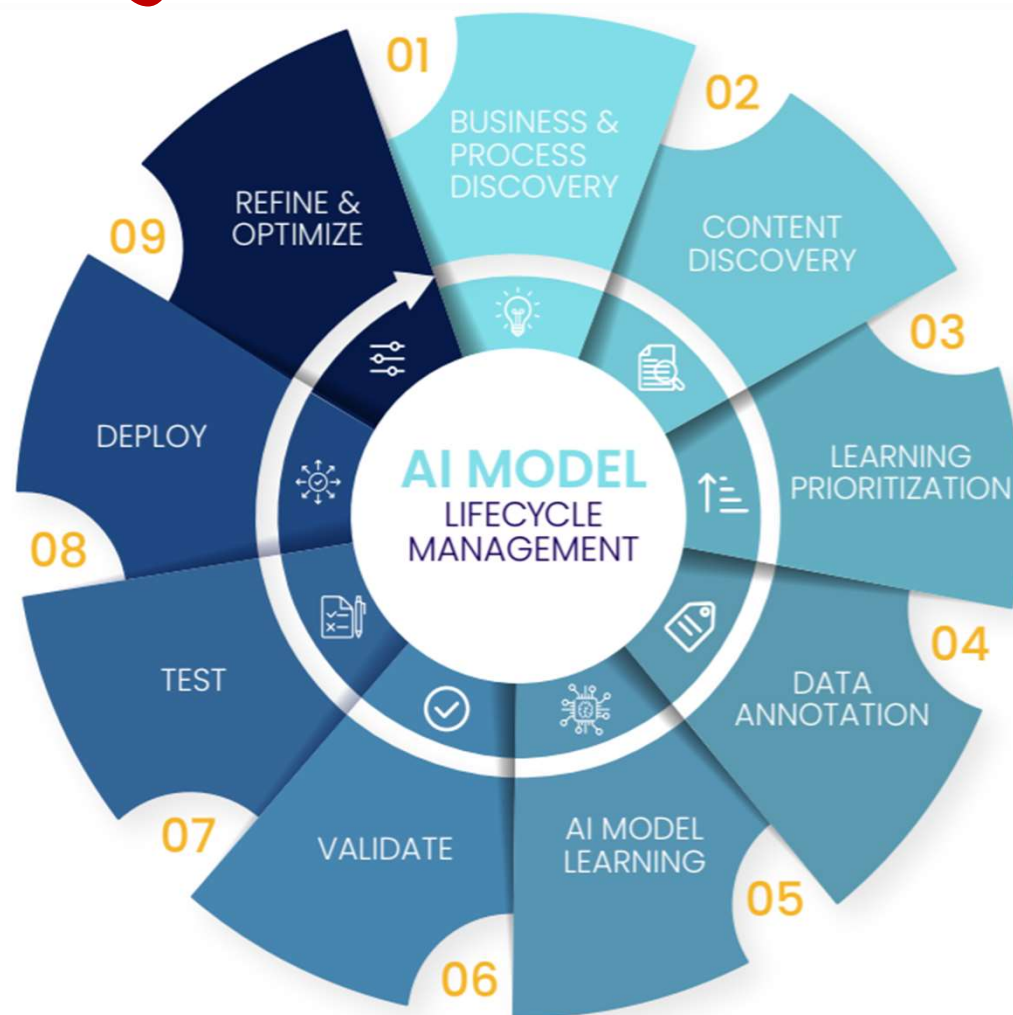 01
BUSINESS &
PROCESS
DISCOVERY
02
CONTENT
DISCOVERY
03
LEARNING
PRIORITIZATION
04
DATA
ANNOTATION
05
AI MODEL
LEARNING
06
VALIDATE
07
TEST
08
DEPLOY
09
REFINE &
OPTIMIZE
AI MODEL
LIFECYCLE
MANAGEMENT